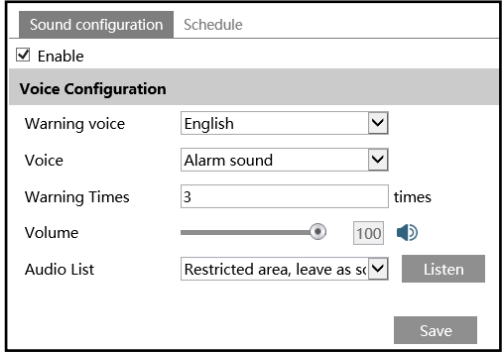 Sound configuration Schedule
Enable
Voice Configuration
Warning voice English
Voice Alarm sound
Warning Times 3 times
Volume 100
Audio List Restricted area, leave as so Listen
Save